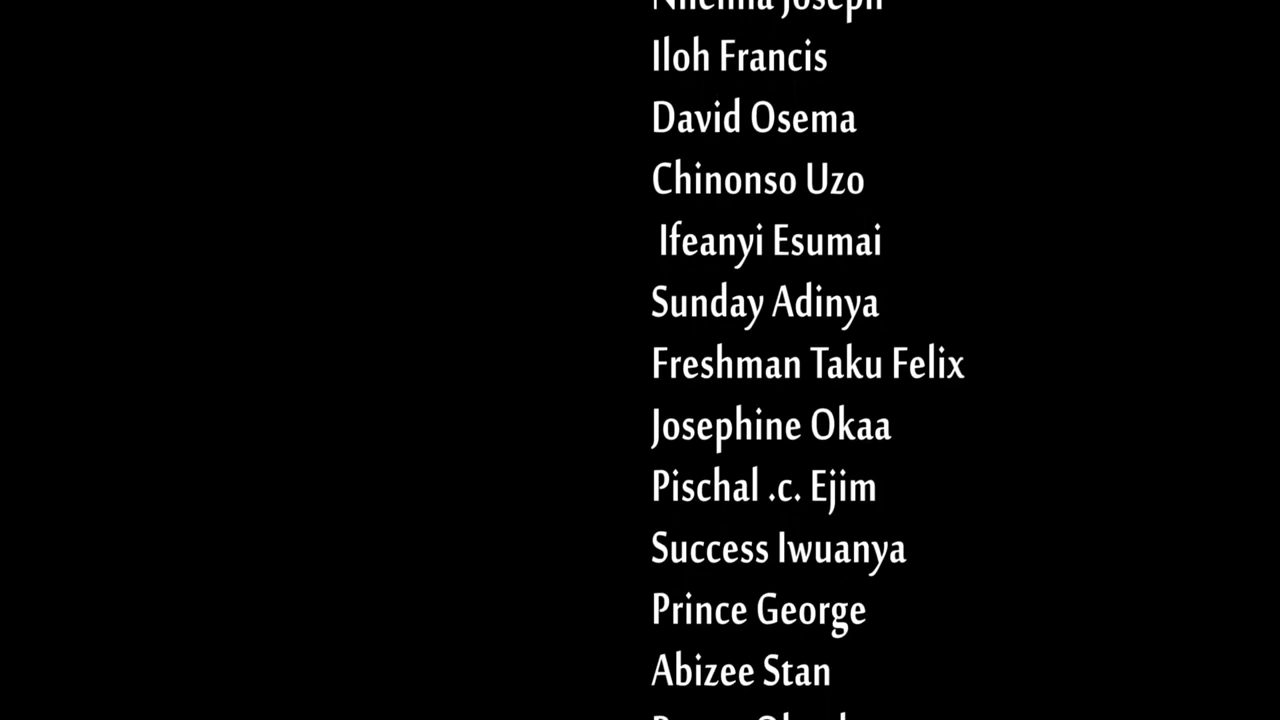 Joseph
Iloh Francis
David Osema
Chinonso Uzo
Ifeanyi Esumai
Sunday Adinya
Freshman Taku Felix
Josephine Okaa
Pischal .c. Ejim
Success Iwuanya
Prince George
Abizee Stan